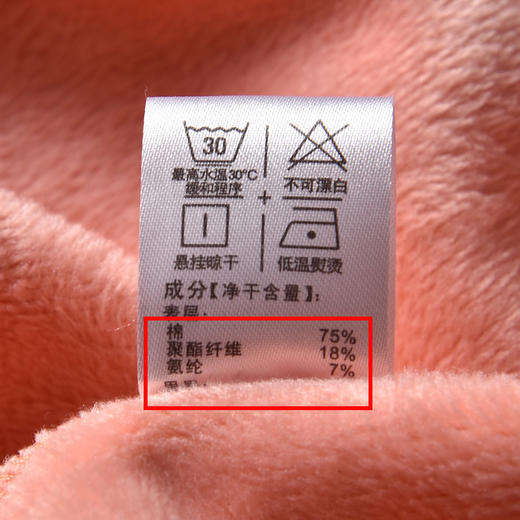 30
最高水温30°C
缓和程序
不可漂白
悬挂晾干
低温熨烫
成分【净干含量】:
表层:
棉 75%
聚酯纤维 18%
氨纶 7%